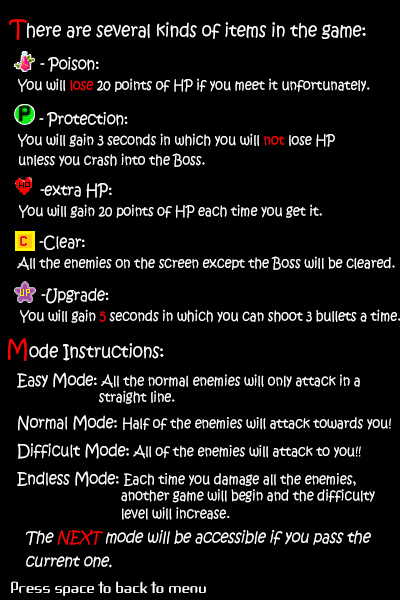 There are several kinds of items in the game:
- Poison:
You will lose 20 points of HP if you meet it unfortunately.
P - Protection:
You will gain 3 seconds in which you will not lose HP
unless you crash into the Boss.
HP -extra HP:
You will gain 20 points of HP each time you get it.
C -Clear:
All the enemies on the screen except the Boss will be cleared.
UP -Upgrade:
You will gain 5 seconds in which you can shoot 3 bullets a time.
Mode Instructions:
Easy Mode: All the normal enemies will only attack in a
straight line.
Normal Mode: Half of the enemies will attack towards you!
Difficult Mode: All of the enemies will attack to you!!
Endless Mode: Each time you damage all the enemies,
another game will begin and the difficulty
level will increase.
The NEXT mode will be accessible if you pass the
current one.
Press space to back to menu